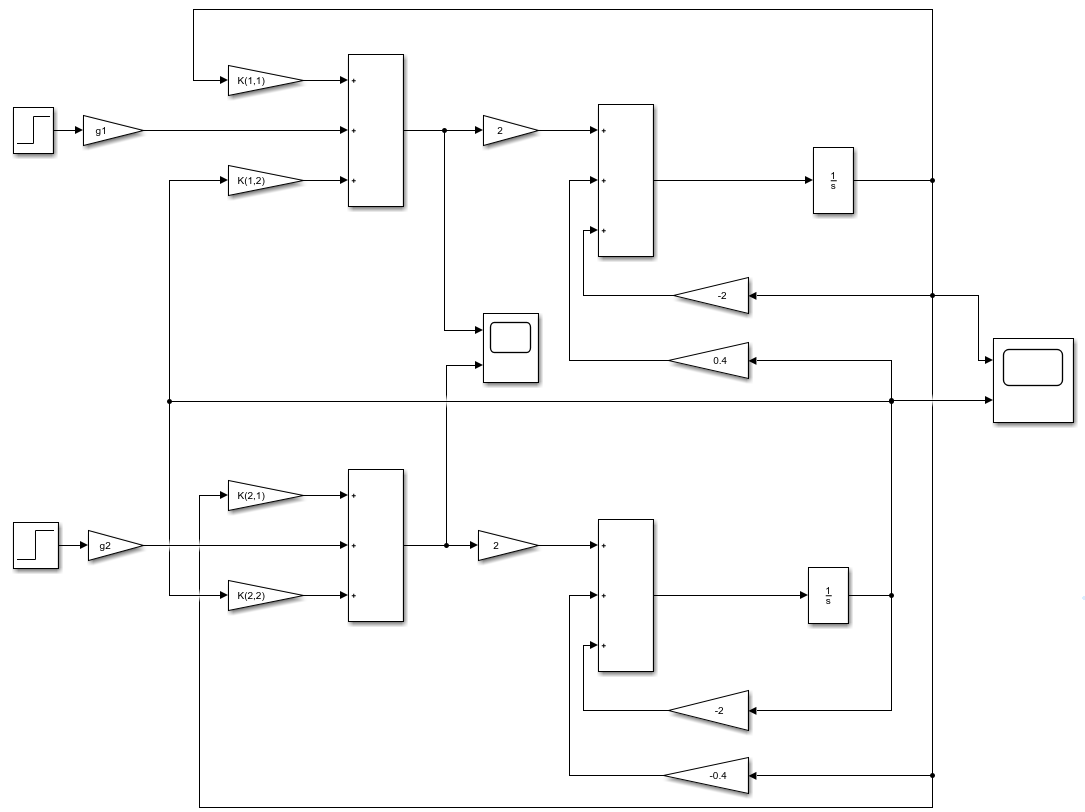 K(1,1)
+
g1
+
2
+
K(1,2)
+
+
1
s
+
-2
0.4
K(2,1)
+
g2
+
2
+
K(2,2)
+
+
1
s
+
-2
-0.4